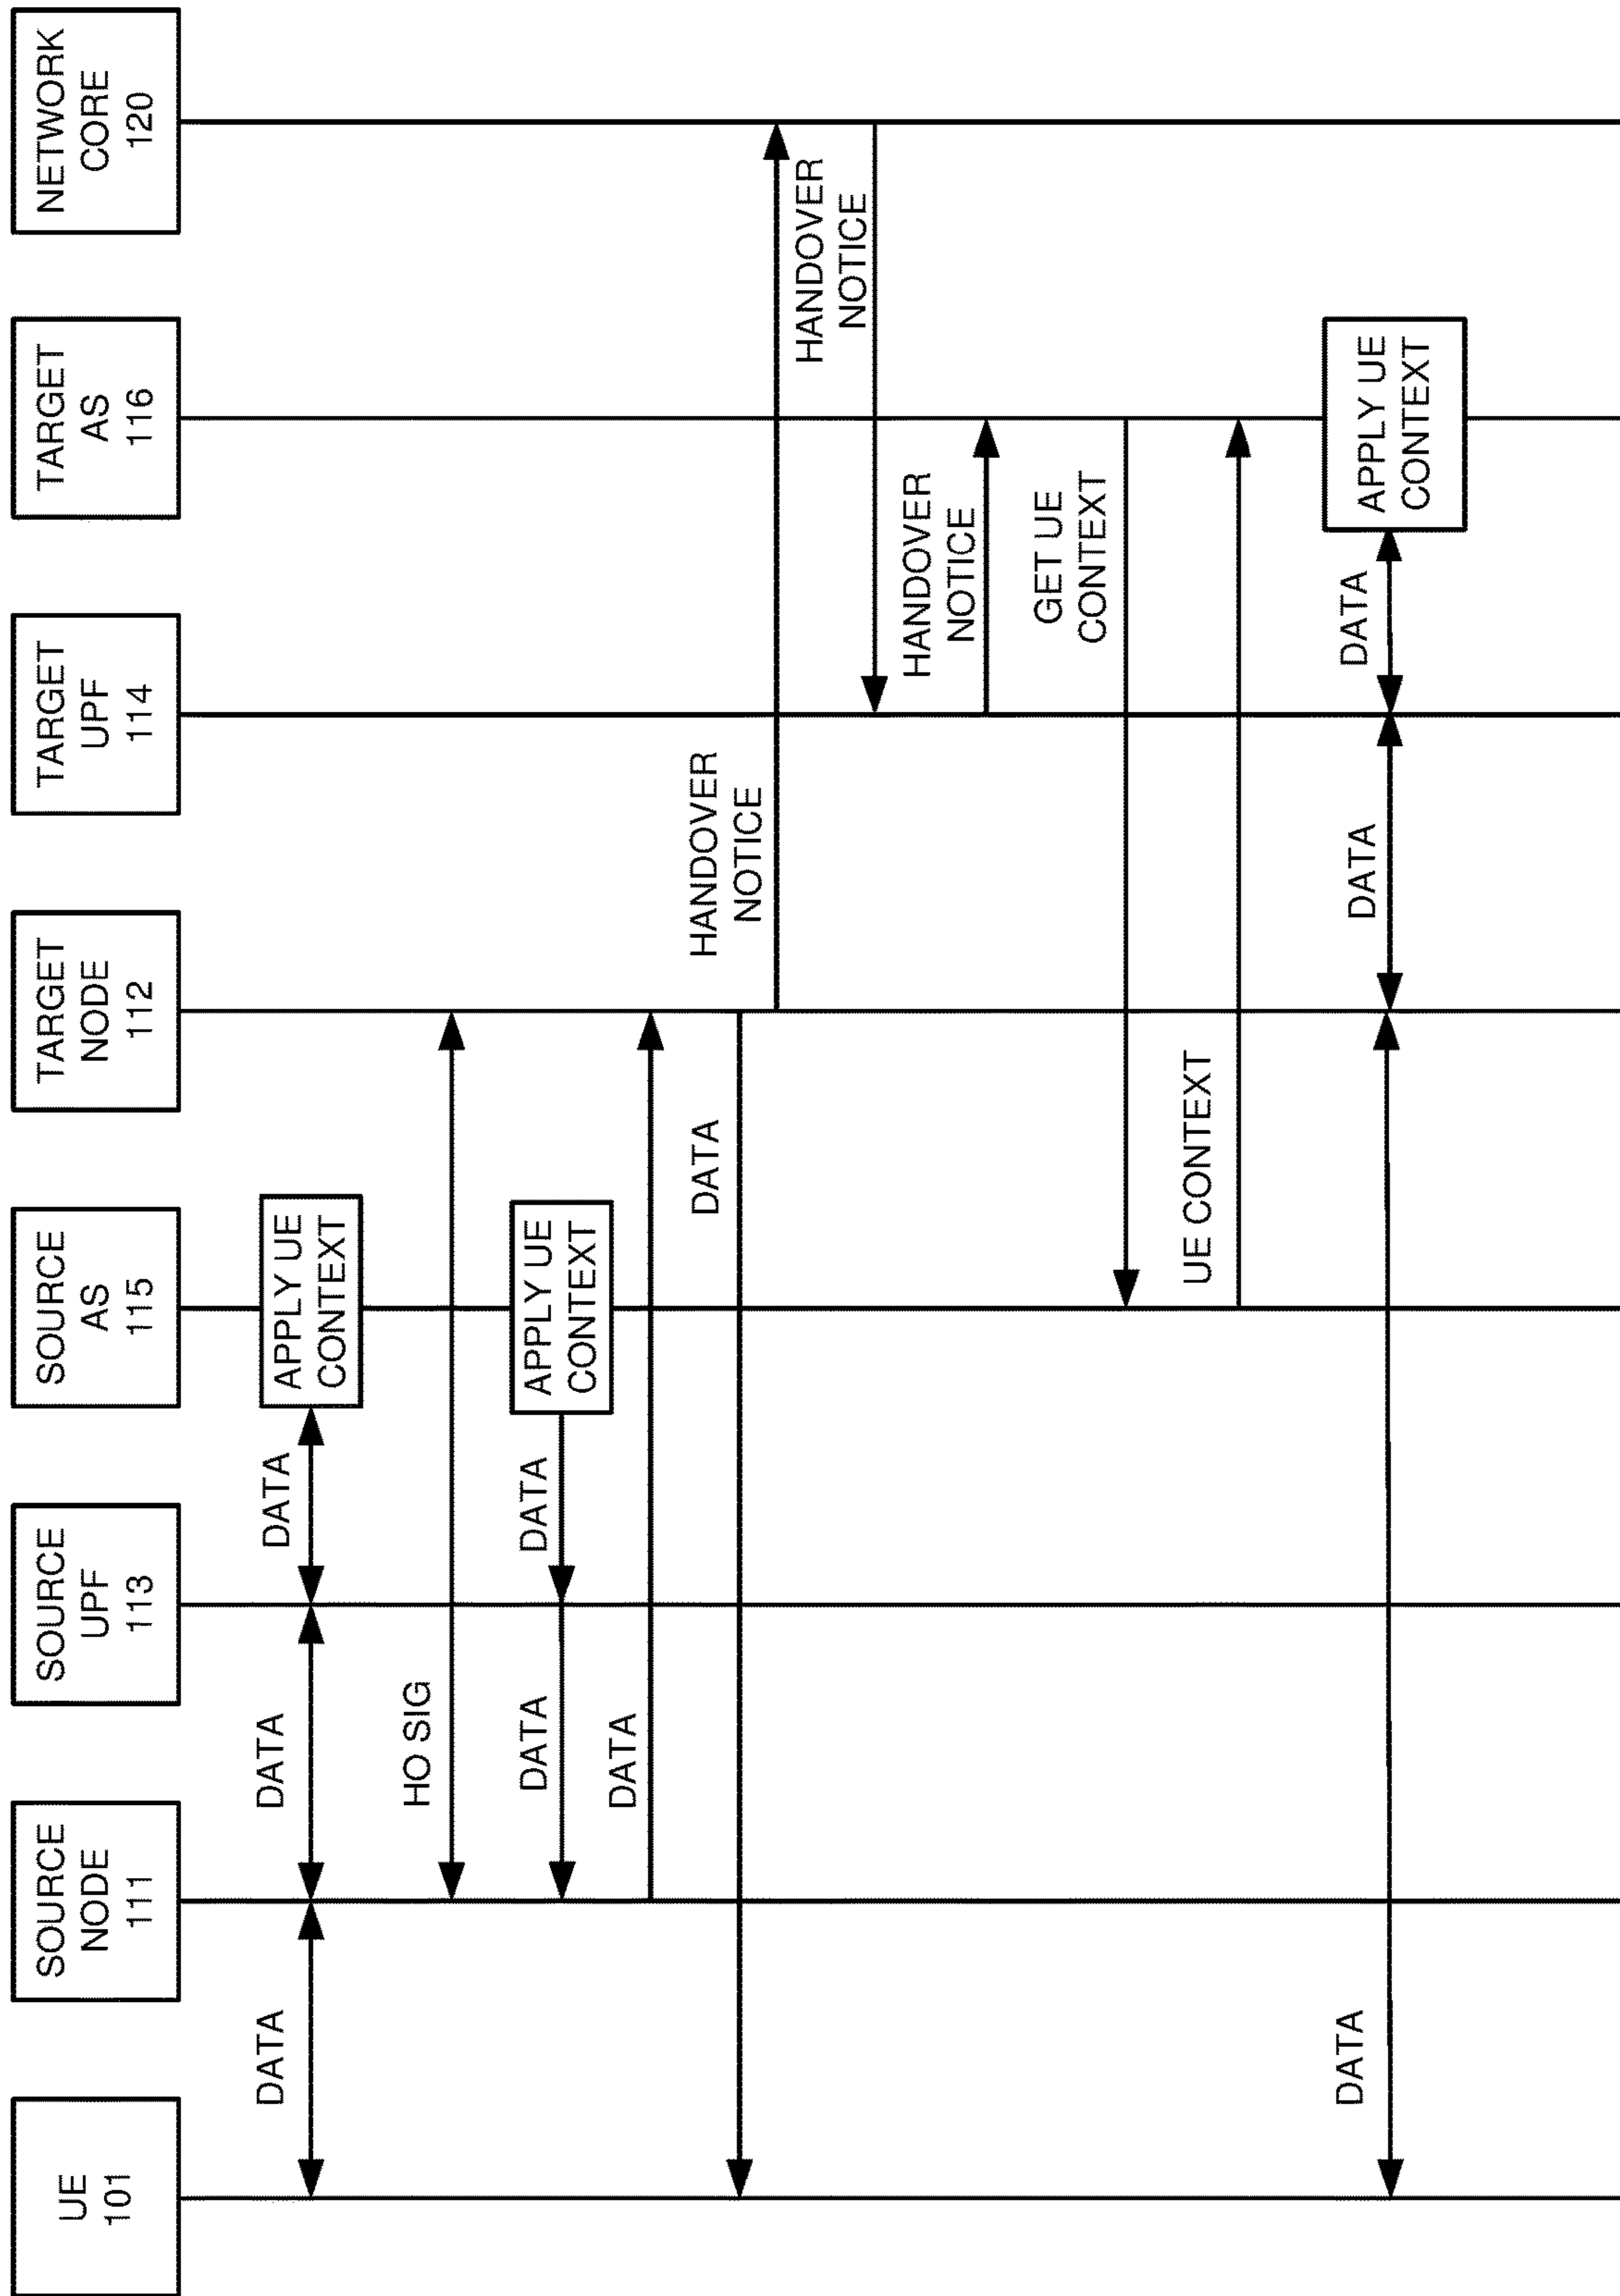 UE
101
SOURCE
NODE
111
SOURCE
UPF
113
SOURCE
AS
115
TARGET
NODE
112
TARGET
UPF
114
TARGET
AS
116
NETWORK
CORE
120
DATA
DATA
DATA
APPLY UE
CONTEXT
HO SIG
DATA
DATA
APPLY UE
CONTEXT
DATA
DATA
HANDOVER
NOTICE
HANDOVER
NOTICE
HANDOVER
NOTICE
GET UE
CONTEXT
UE CONTEXT
DATA
DATA
DATA
APPLY UE
CONTEXT